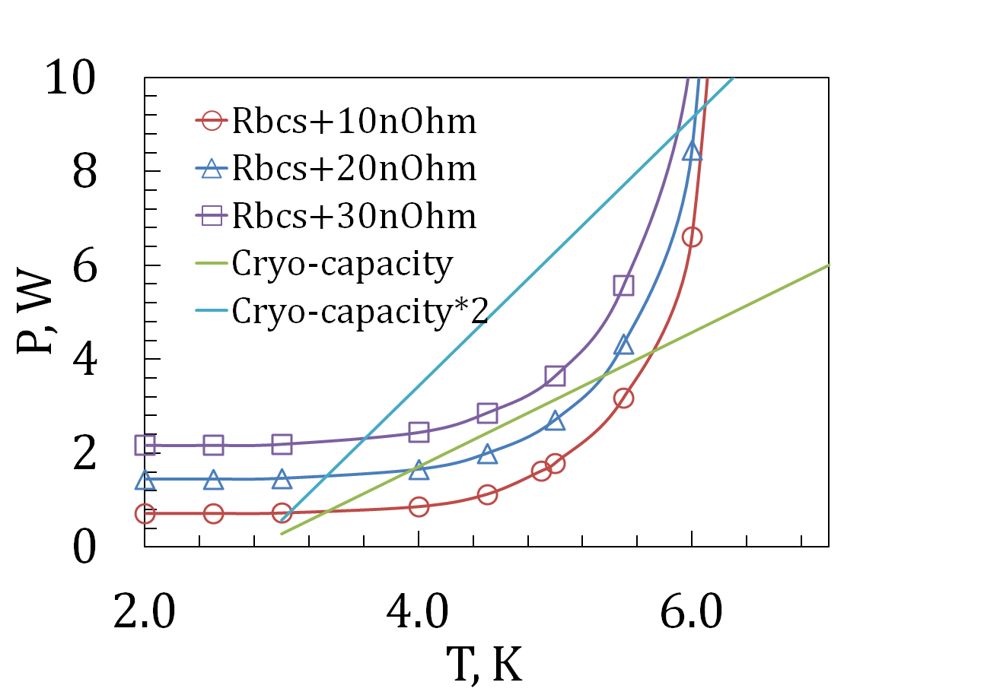 10
8
6
4
2
0
P, W
Rbcs+10nOhm
Rbcs+20nOhm
Rbcs+30nOhm
Cryo-capacity
Cryo-capacity*2
2.0 4.0 6.0
T, K